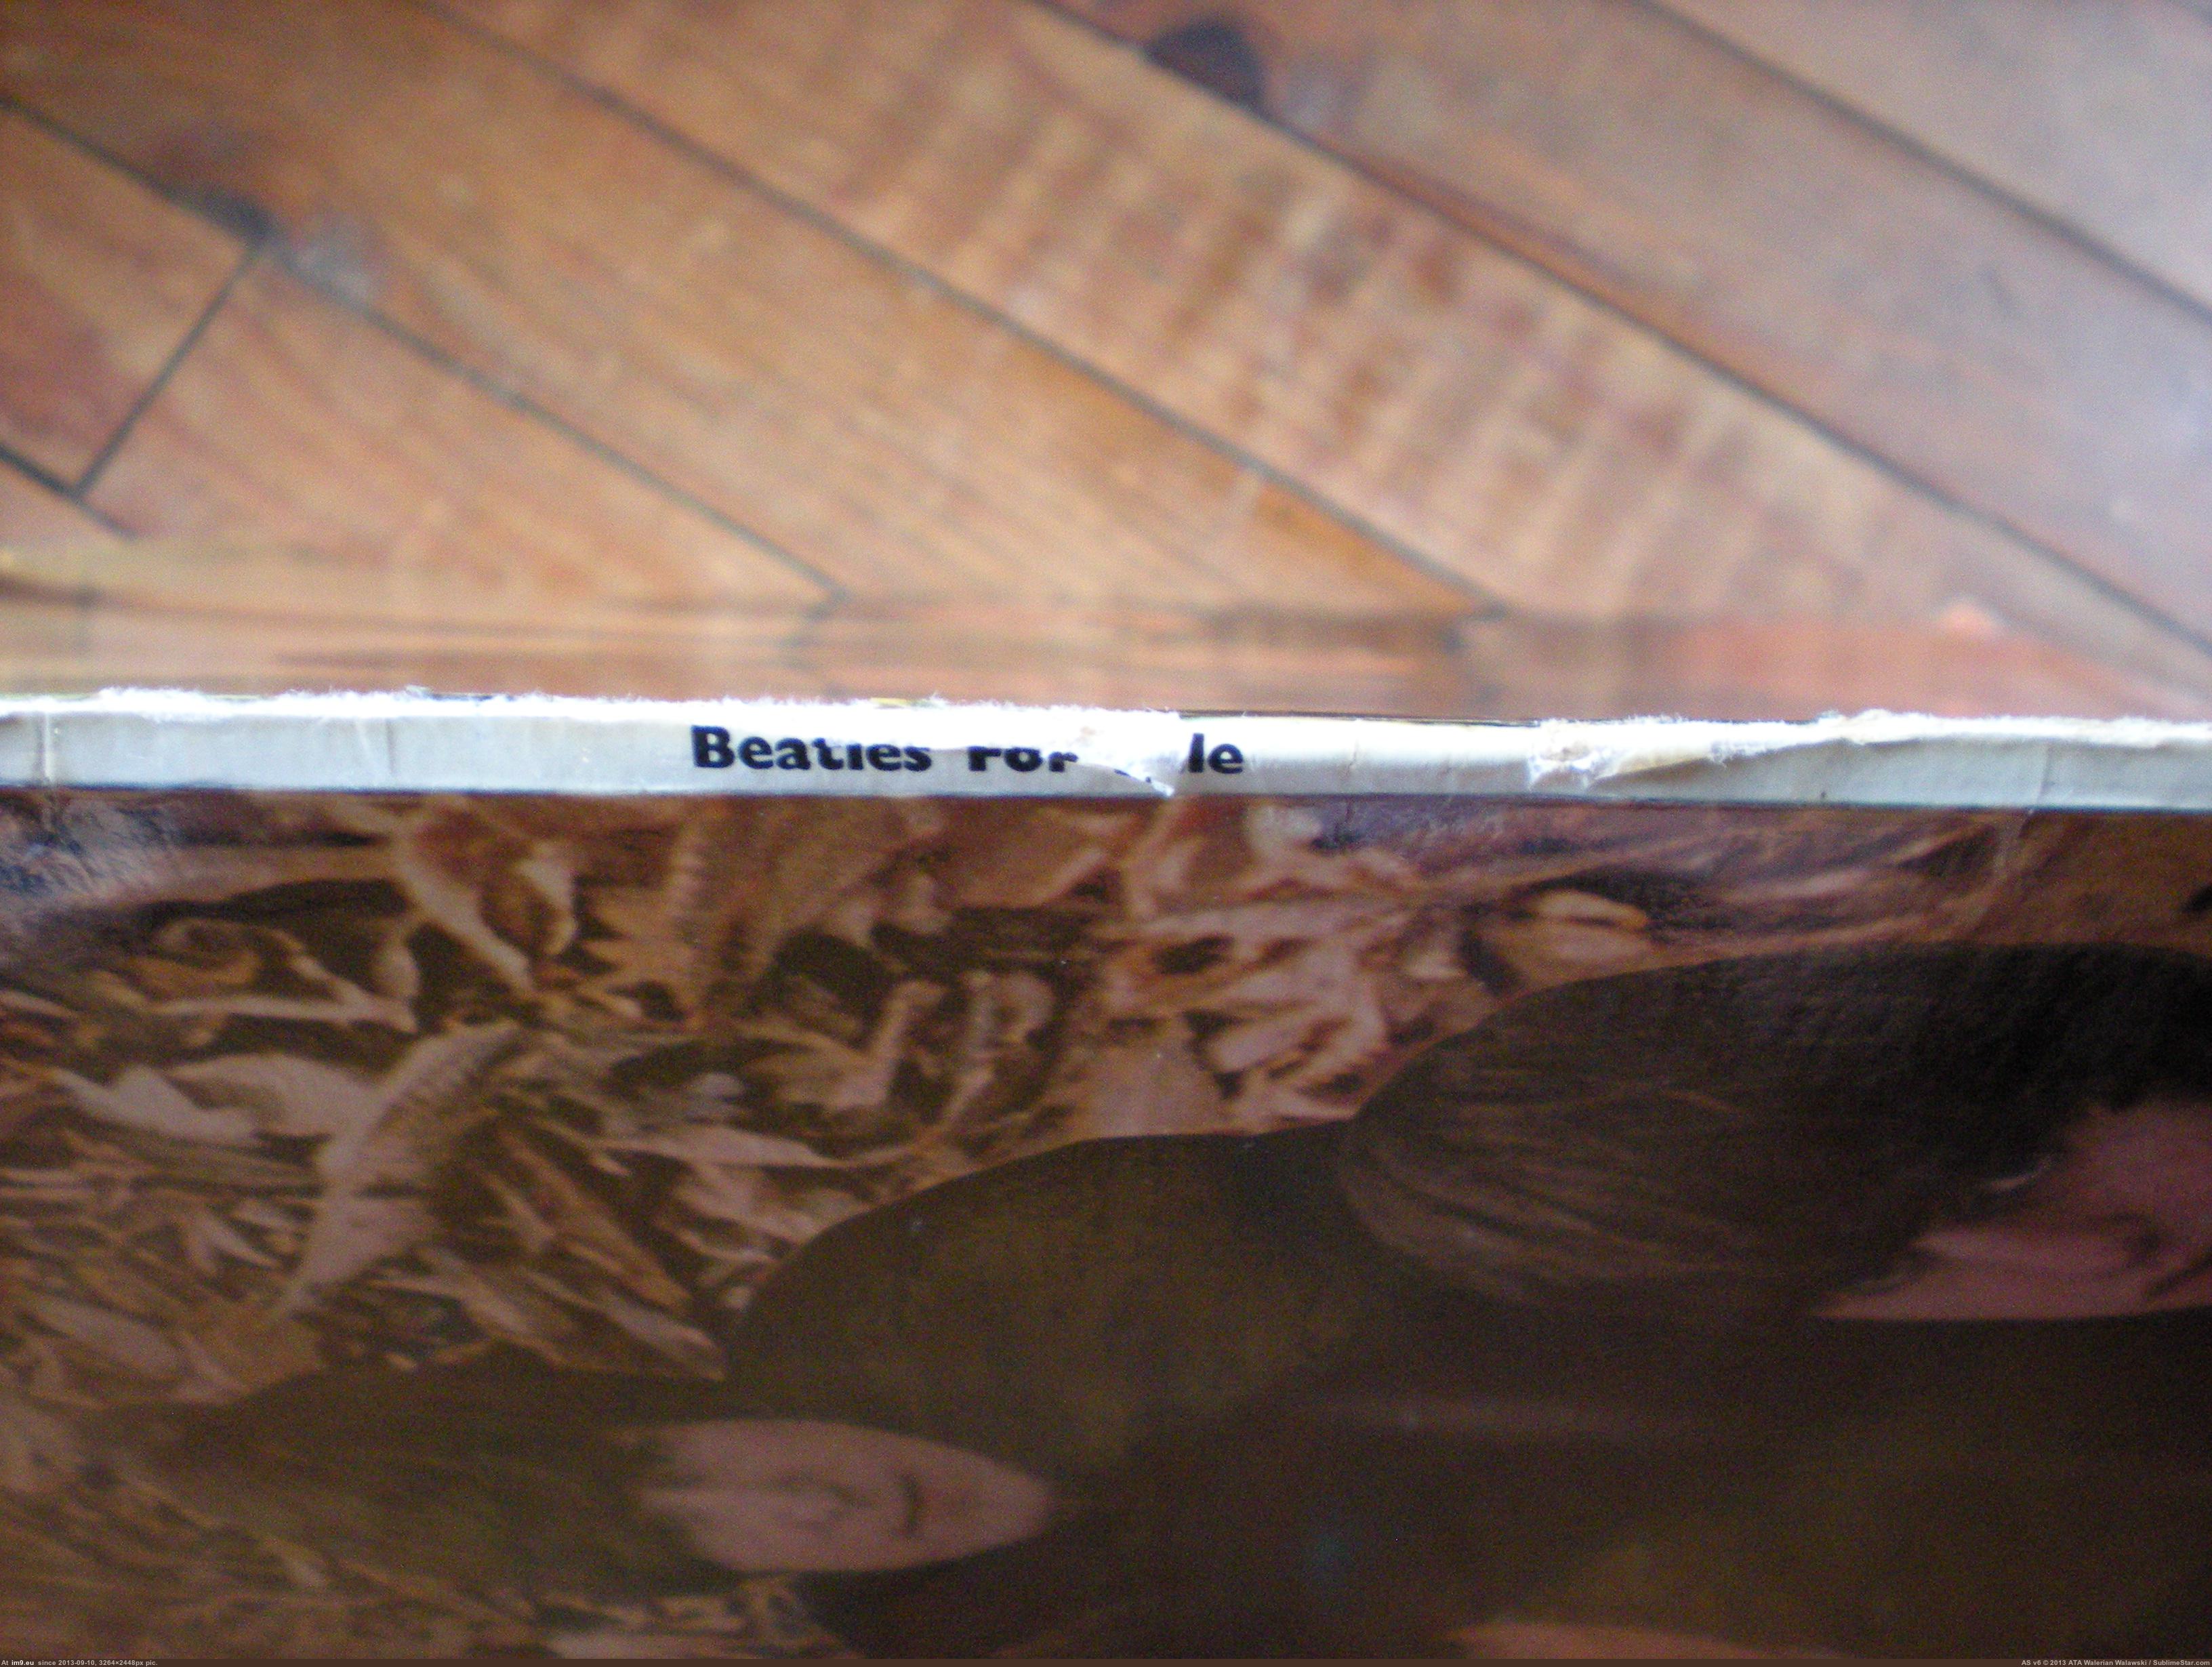 Beatles For le
At im9.eu since 2013-09-10, 3264×2448px pic.
AS v6 © 2013 ATA Walerian Walawski / SublimeStar.com